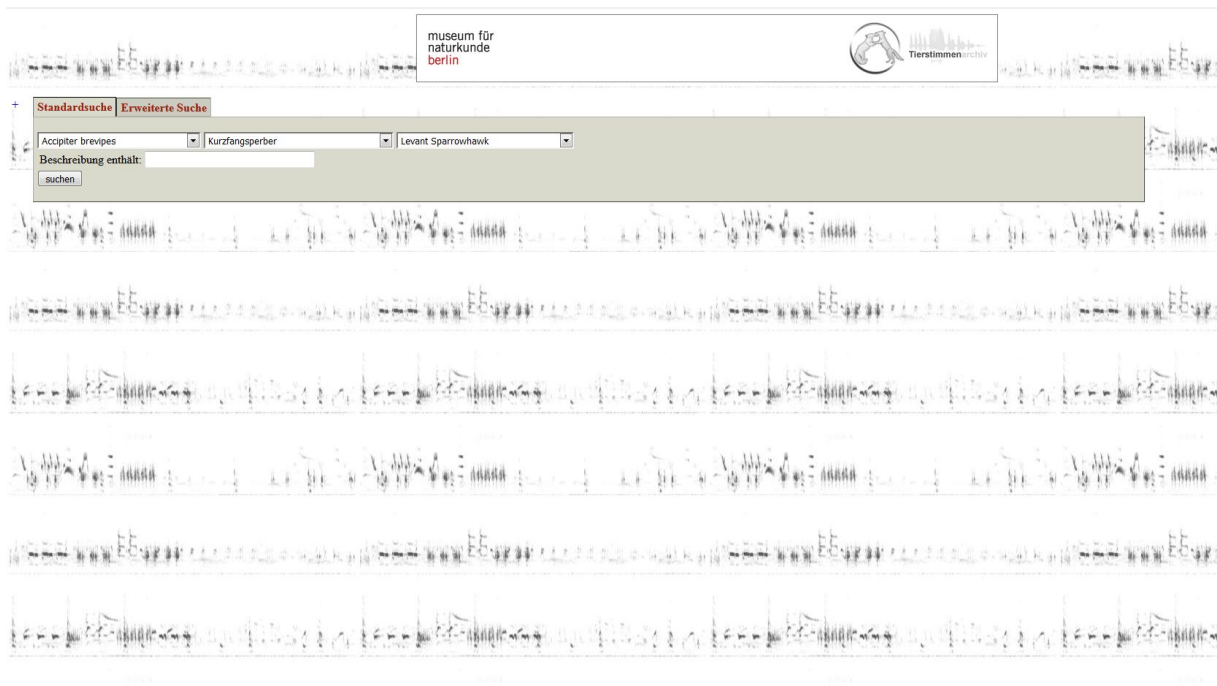 museum für
naturkunde
berlin
Tierstimmenarchiv
+
Standardsuche Erweiterte Suche
Accipiter brevipes Kurzfangsperber Levant Sparrowhawk
Beschreibung enthält:
suchen